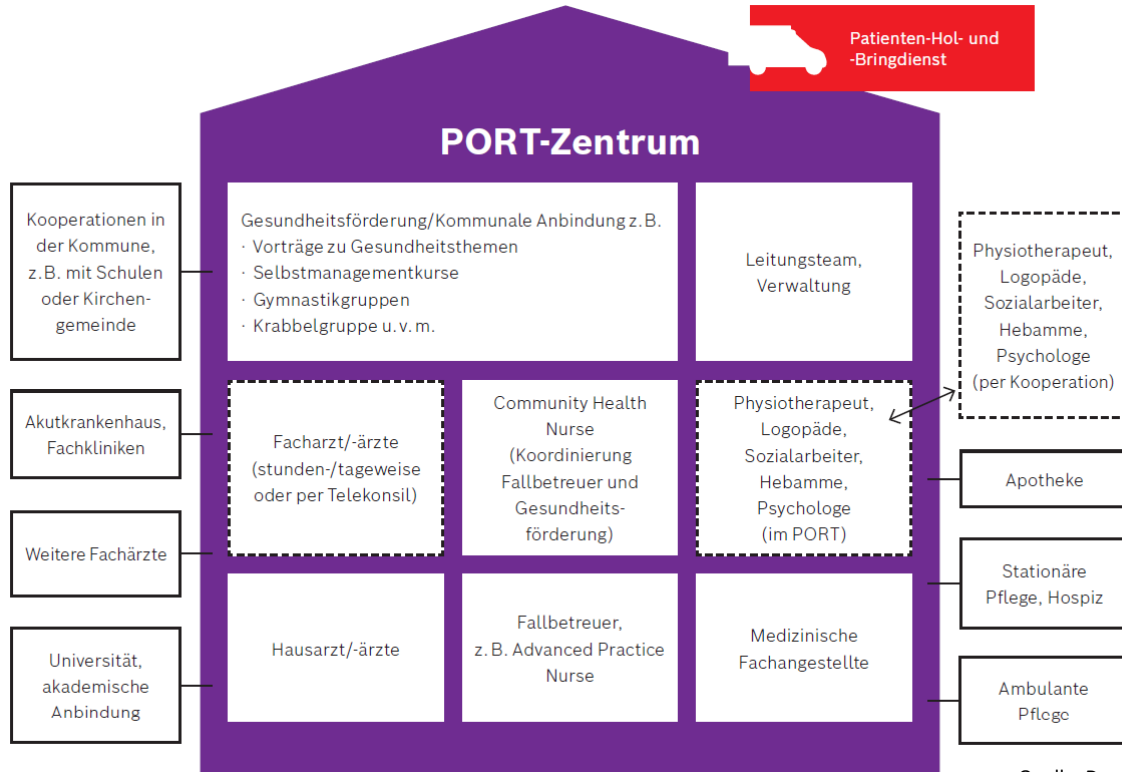 Patienten-Hol- und
-Bringdienst
PORT-Zentrum
Kooperationen in
der Kommune,
z.B. mit Schulen
oder Kirchen-
gemeinde
Gesundheitsförderung/Kommunale Anbindung z.B.
· Vorträge zu Gesundheitsthemen
· Selbstmanagementkurse
· Gymnastikgruppen
· Krabbelgruppe u.v.m.
Leitungsteam,
Verwaltung
Physiotherapeut,
Logopäde,
Sozialarbeiter,
Hebamme,
Psychologe
(per Kooperation)
Akutkrankenhaus,
Fachkliniken
Facharzt/-ärzte
(stunden-/tageweise
oder per Telekonsil)
Community Health
Nurse
(Koordinierung
Fallbetreuer und
Gesundheits-
förderung)
Physiotherapeut,
Logopäde,
Sozialarbeiter,
Hebamme,
Psychologe
(im PORT)
Apotheke
Weitere Fachärzte
Stationäre
Pflege, Hospiz
Universität,
akademische
Anbindung
Hausarzt/-ärzte
Fallbetreuer,
z.B. Advanced Practice
Nurse
Medizinische
Fachangestellte
Ambulante
Pflege